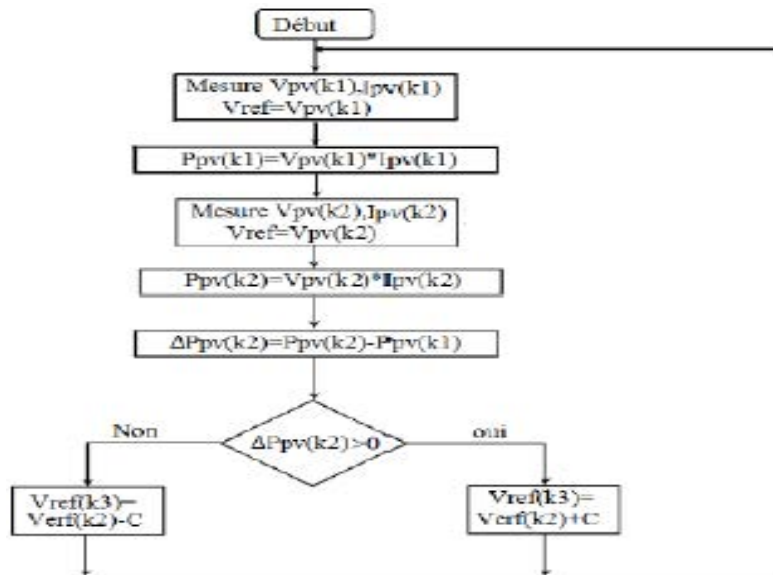 Début
Mesure Vpv(k1),Ipv(k1)
Vref=Vpv(k1)
Ppv(k1)=Vpv(k1)*Ipv(k1)
Mesure Vpv(k2),Ipv(k2)
Vref=Vpv(k2)
Ppv(k2)=Vpv(k2)*Ipv(k2)
ΔPpv(k2)=Ppv(k2)-Ppv(k1)
Non
ΔPpv(k2)>0
oui
Vref(k3)=
Verf(k2)-C
Vref(k3)=
Verf(k2)+C